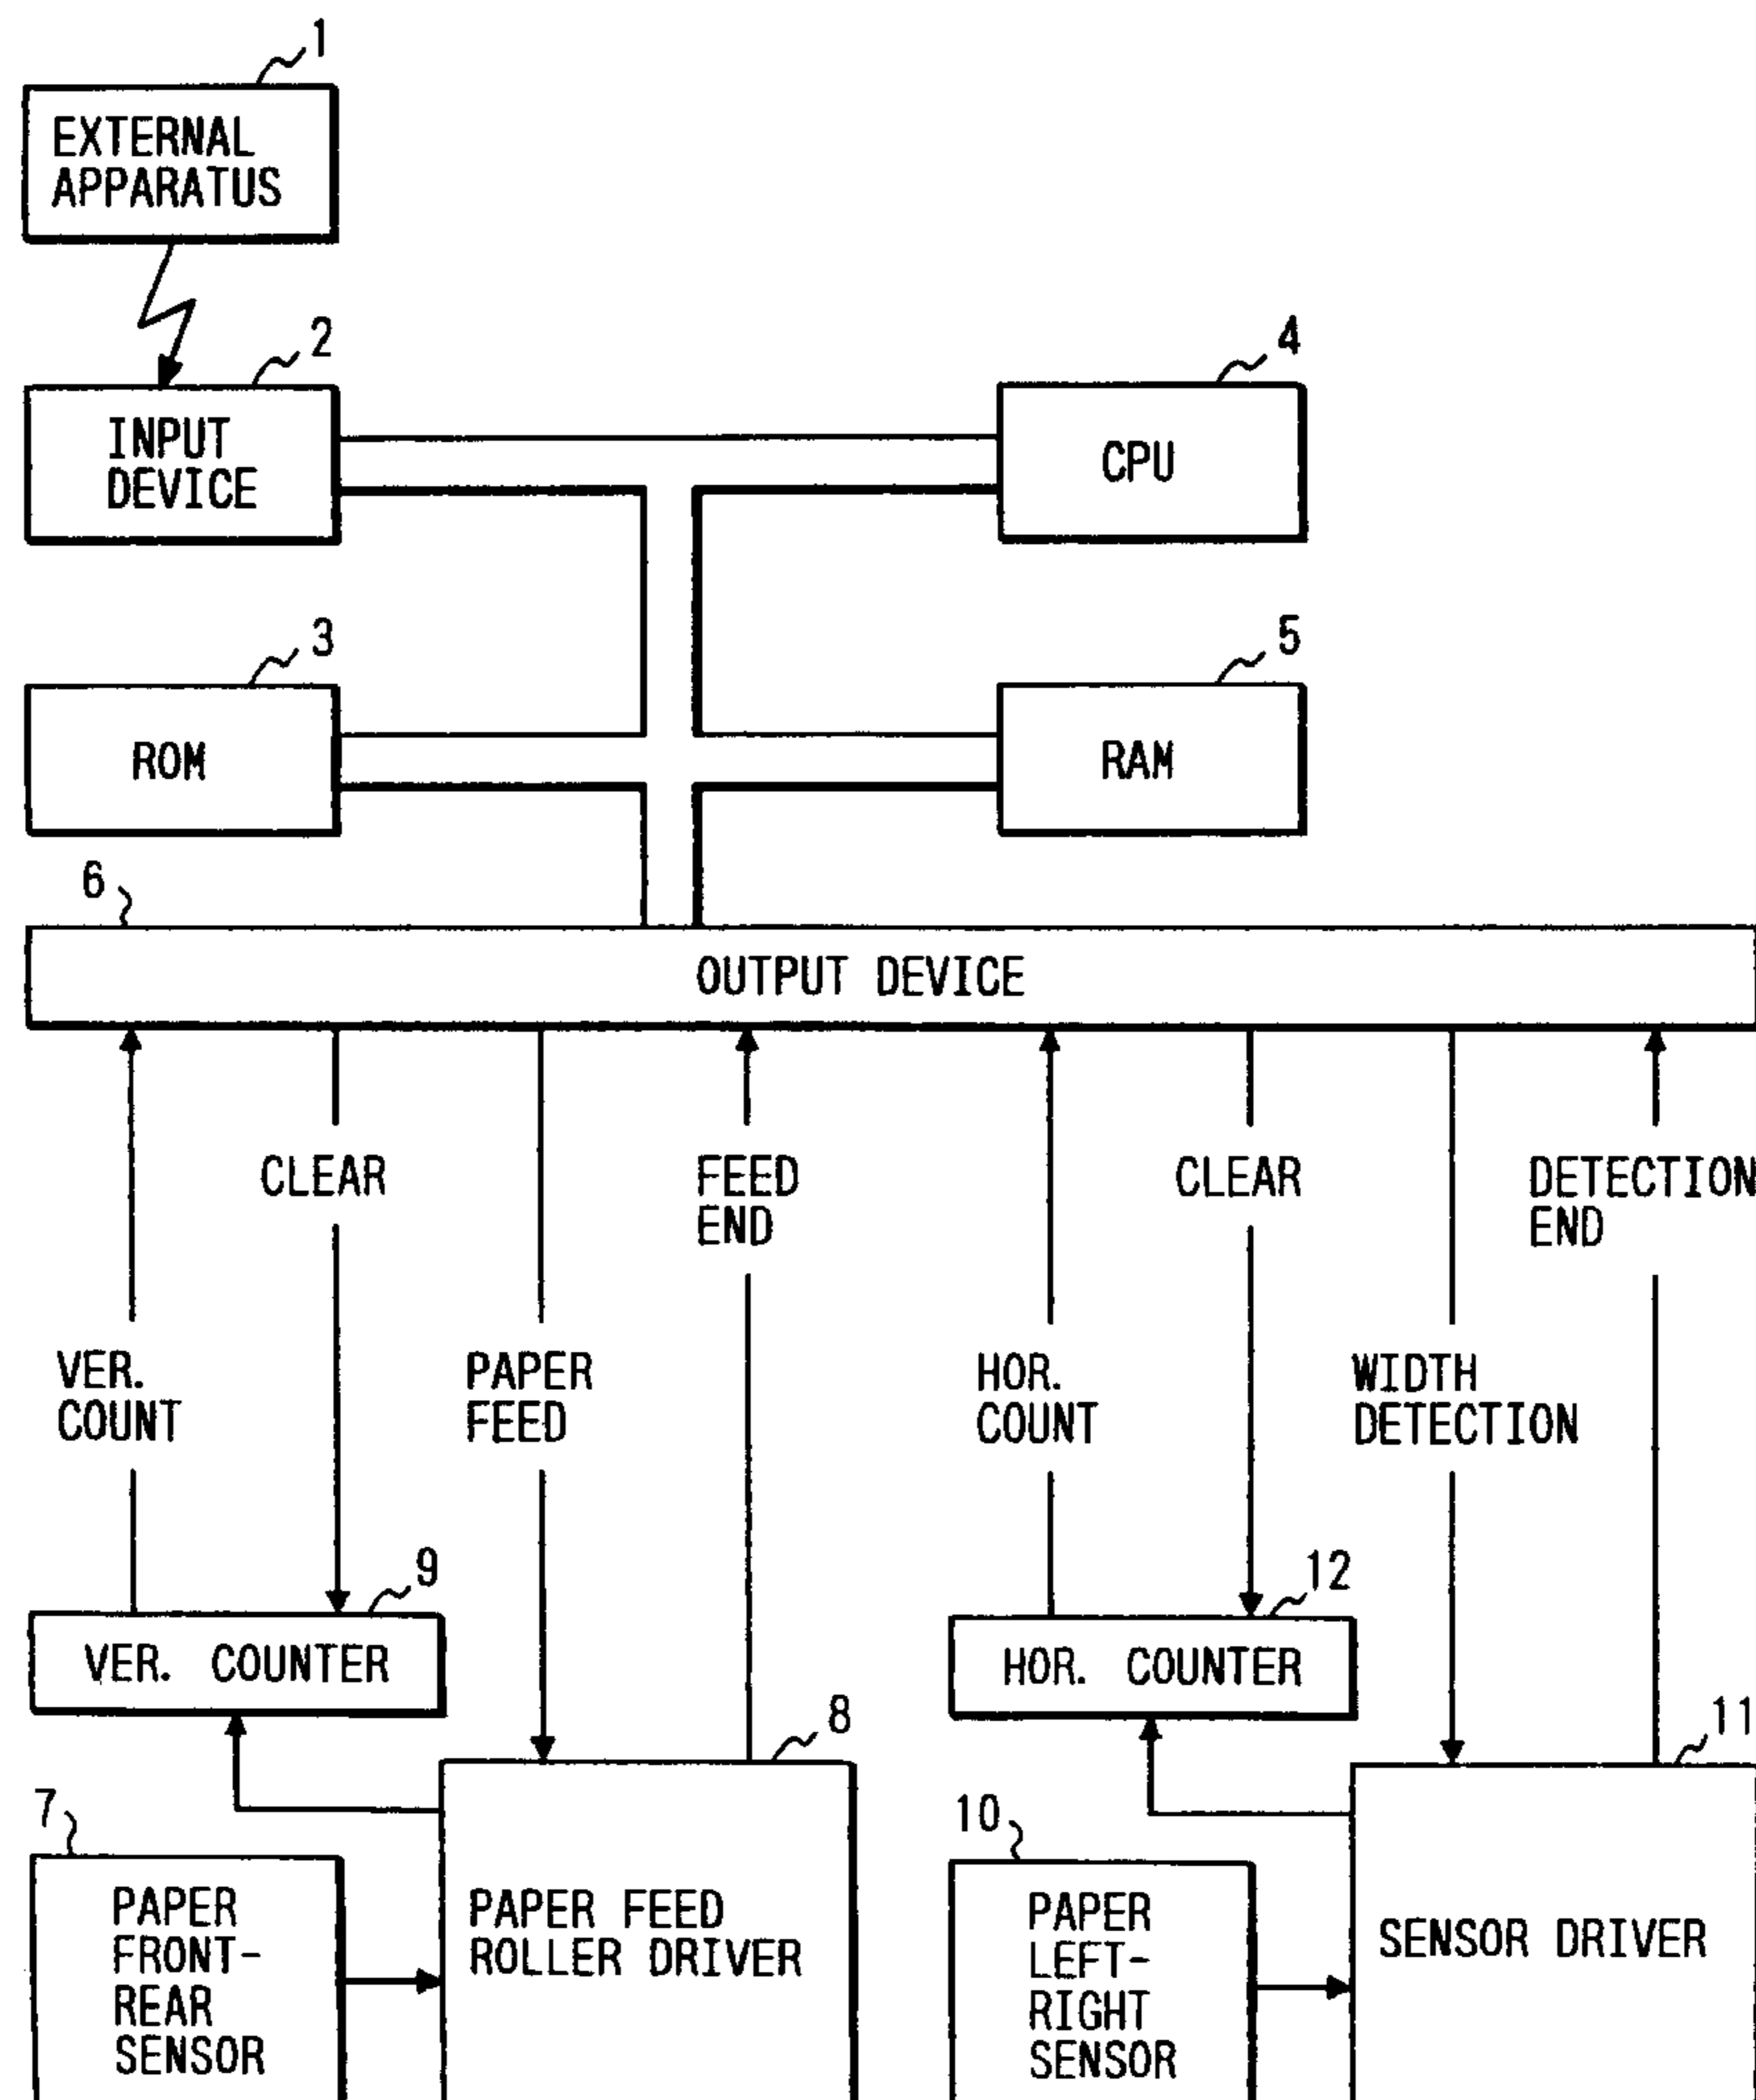 1
EXTERNAL
APPARATUS
2
INPUT
DEVICE
4
CPU
3
ROM
5
RAM
6
OUTPUT DEVICE
CLEAR
FEED
END
CLEAR
DETECTION
END
VER.
COUNT
PAPER
FEED
HOR.
COUNT
WIDTH
DETECTION
9
VER. COUNTER
12
HOR. COUNTER
8
11
7
PAPER
FRONT-
REAR
SENSOR
PAPER FEED
ROLLER DRIVER
10
PAPER
LEFT-
RIGHT
SENSOR
SENSOR DRIVER